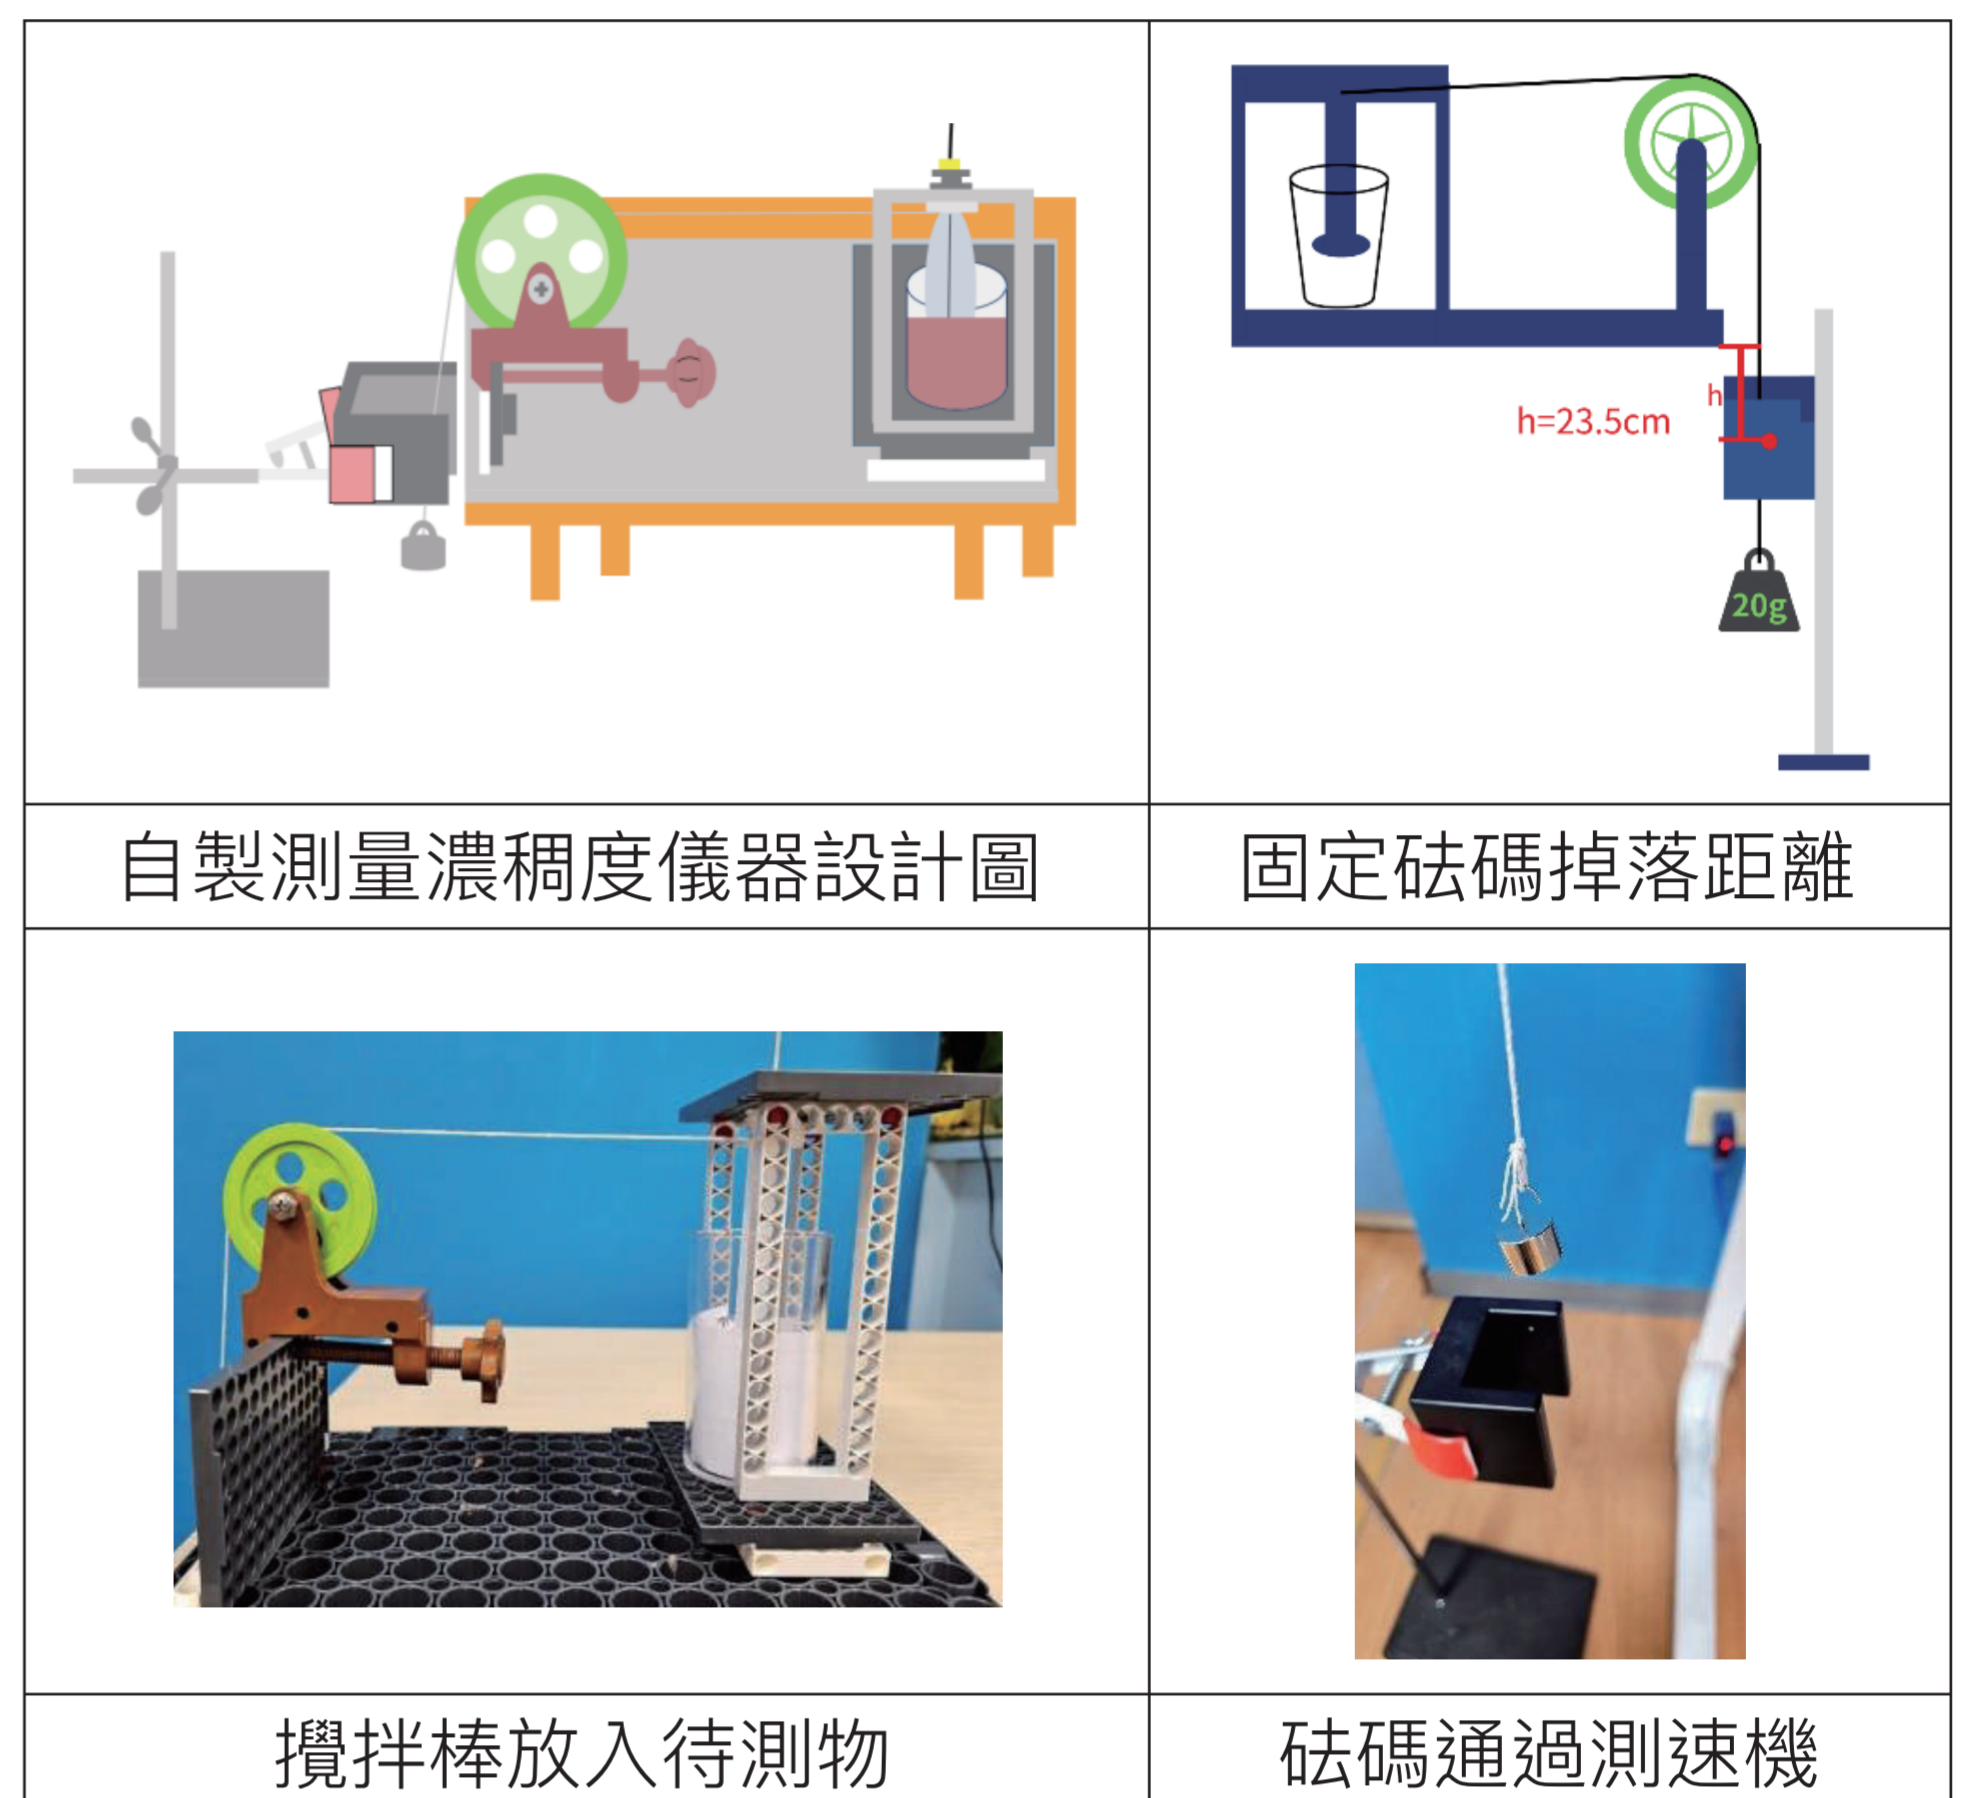 h
h=23.5cm
20g
自製測量濃稠度儀器設計圖
固定砝碼掉落距離
攪拌棒放入待測物
砝碼通過測速機